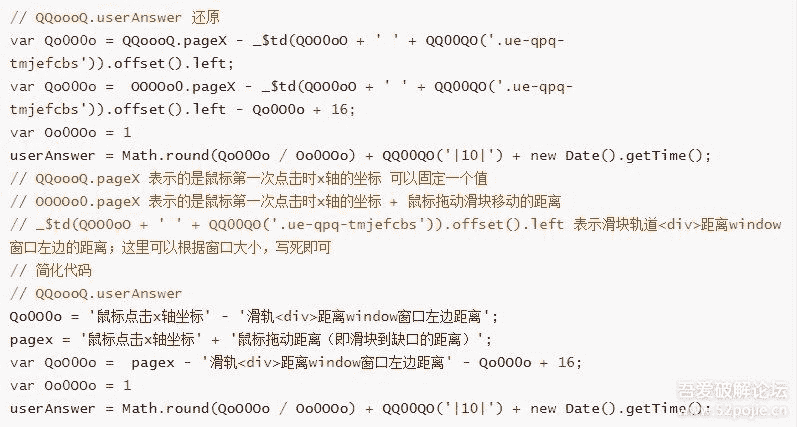 // QQoooQ.userAnswer 还原
var Qo0O0o = QQoooQ.pageX - _$td(QOO0oO + ' ' + QQ00QO('.ue-qpq-
tmjefcbs')).offset().left;
var QoO0Oo =  OOOOo0.pageX - _$td(QOO0oO + ' ' + QQ00QO('.ue-qpq-
tmjefcbs')).offset().left - Qo0O0o + 16;
var Oo0OOo = 1
userAnswer = Math.round(QoO0Oo / Oo0OOo) + QQ00QO('|10|') + new Date().getTime();
// QQoooQ.pageX 表示的是鼠标第一次点击时x轴的坐标 可以固定一个值
// OOOOo0.pageX 表示的是鼠标第一次点击时x轴的坐标 + 鼠标拖动滑块移动的距离
// _$td(QOO0oO + ' ' + QQ00QO('.ue-qpq-tmjefcbs')).offset().left 表示滑块轨道<div>距离window
窗口左边的距离；这里可以根据窗口大小，写死即可
// 简化代码
// QQoooQ.userAnswer
Qo0O0o = '鼠标点击x轴坐标' - '滑轨<div>距离window窗口左边距离';
pagex = '鼠标点击x轴坐标' + '鼠标拖动距离（即滑块到缺口的距离）';
var QoO0Oo =  pagex - '滑轨<div>距离window窗口左边距离' - Qo0O0o + 16;
var Oo0OOo = 1
userAnswer = Math.round(QoO0Oo / Oo0OOo) + QQ00QO('|10|') + new Date().getTime();
吾爱破解论坛
www.52pojie.cn